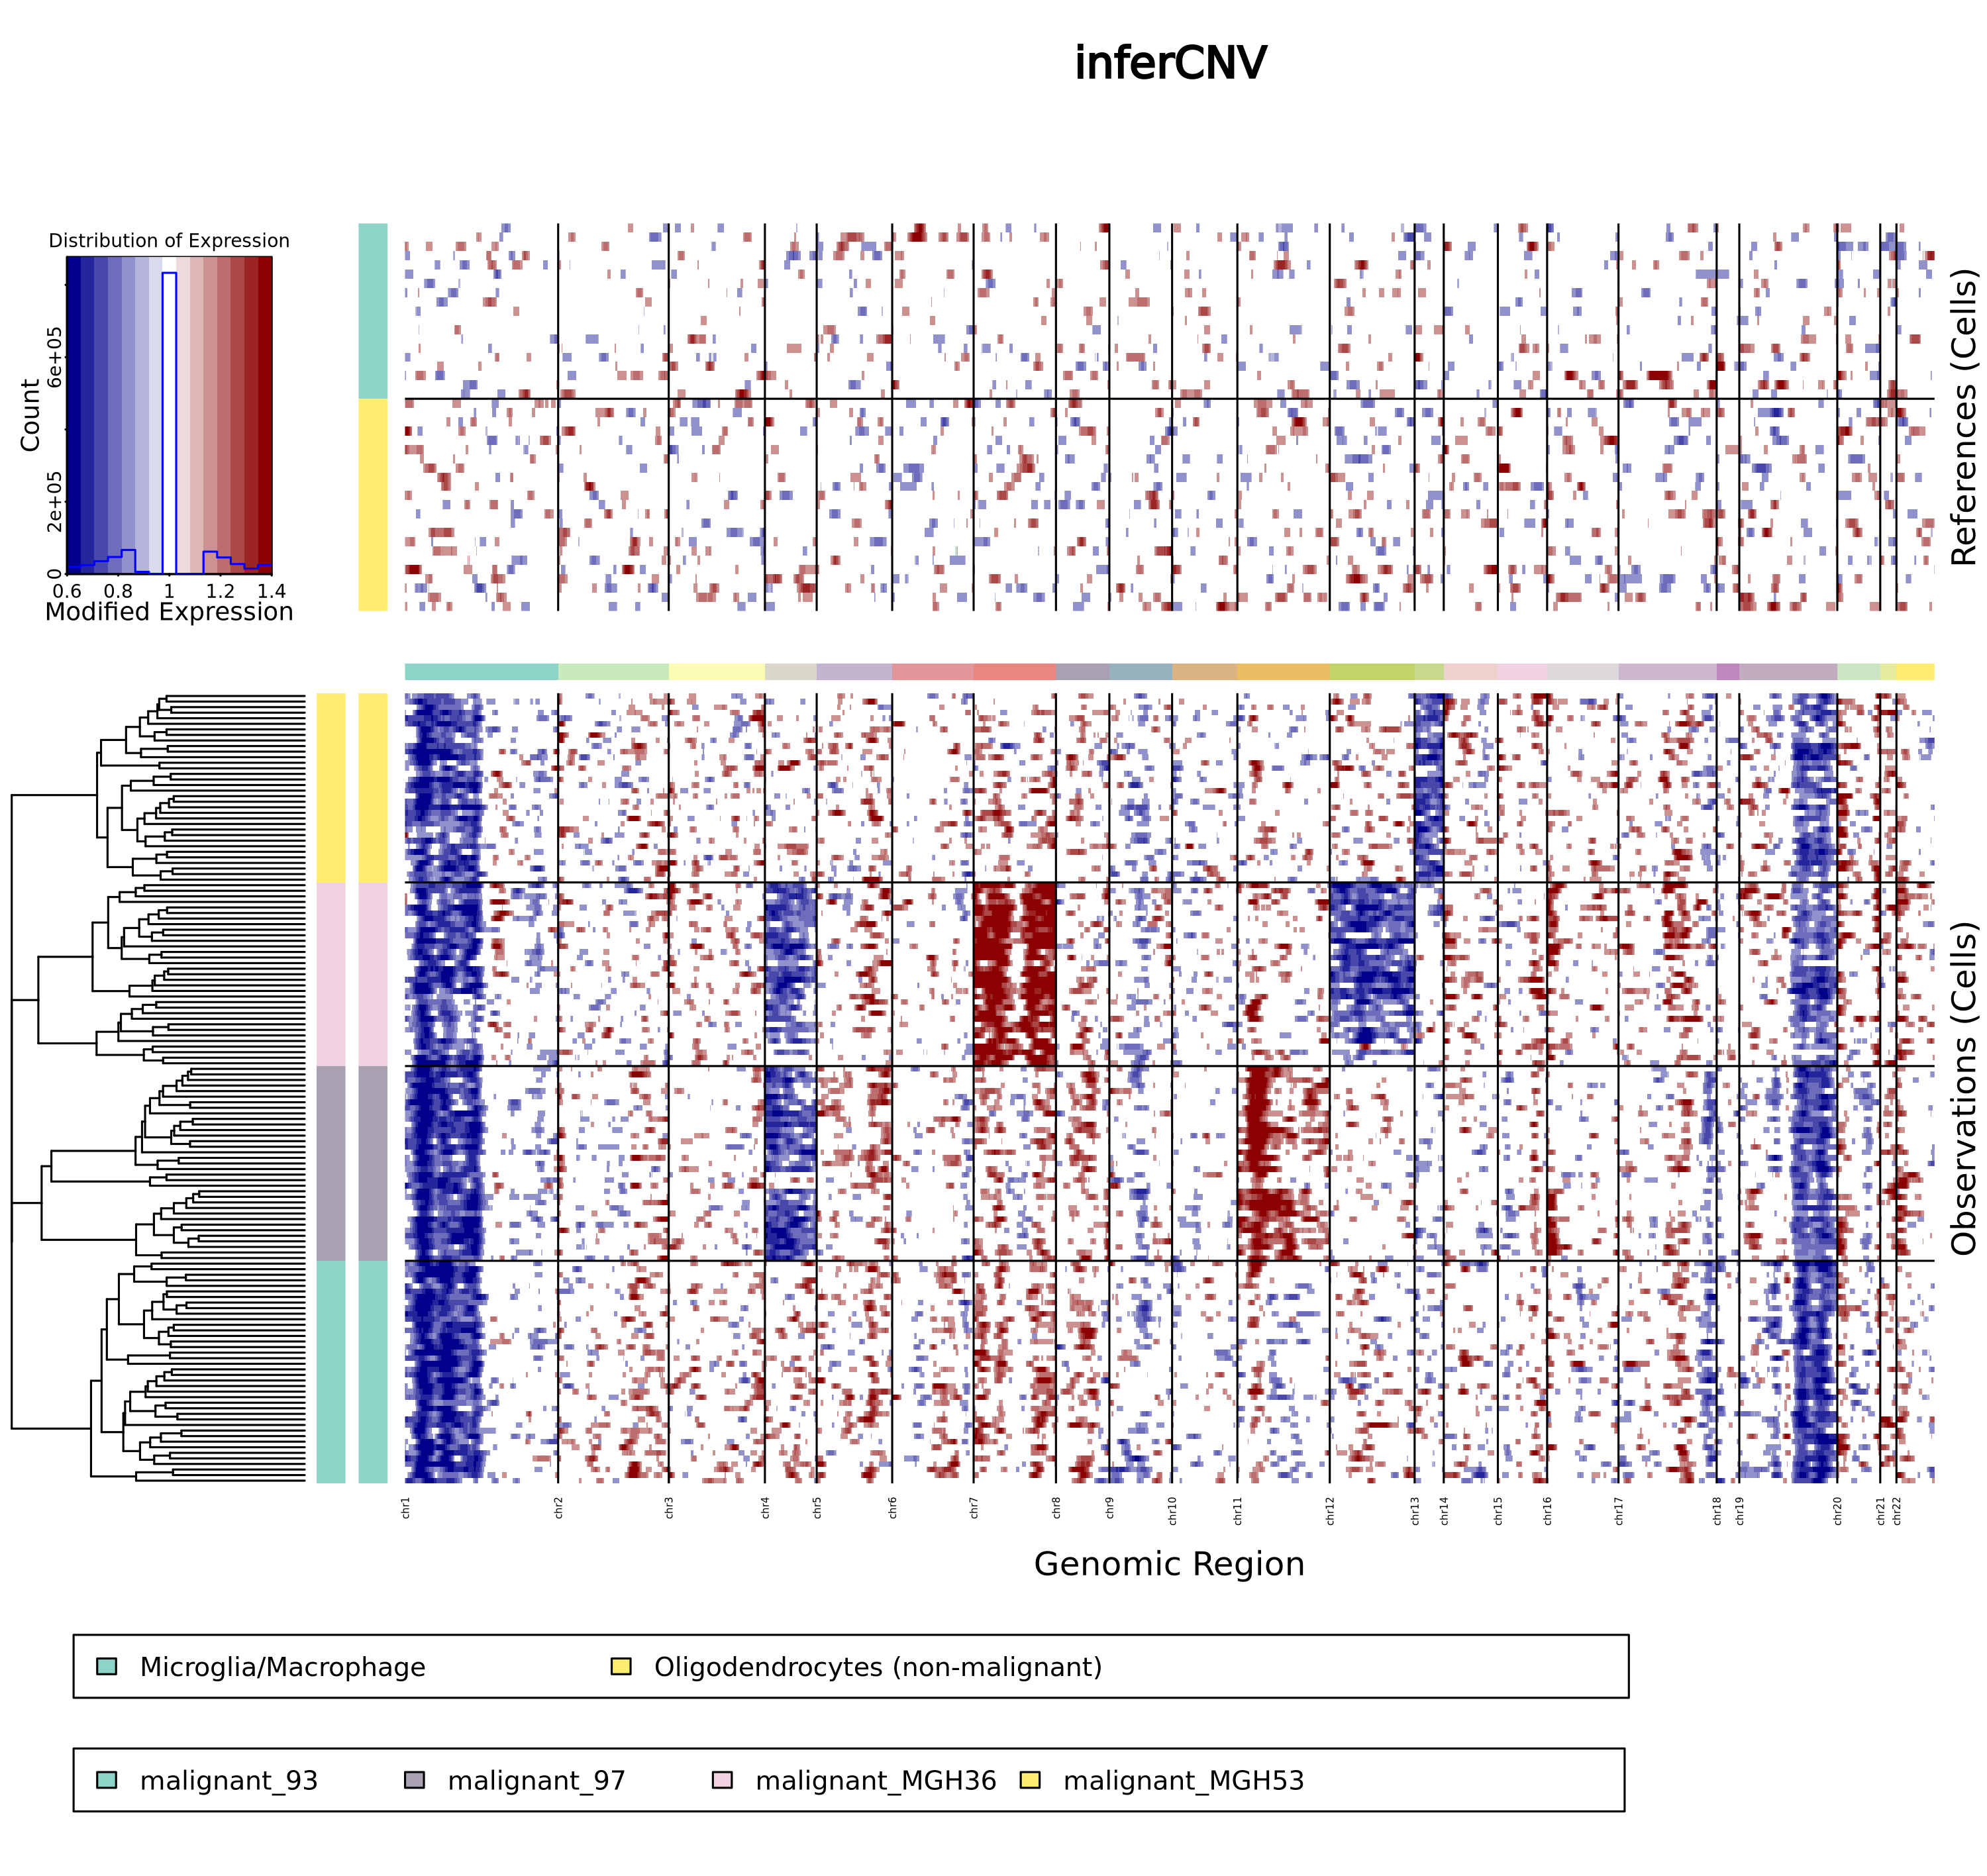 inferCNV
Distribution of Expression
Count
0 2e+05 6e+05
0.6 0.8 1 1.2 1.4
Modified Expression
References (Cells)
Observations (Cells)
chr1 chr2 chr3 chr4 chr5 chr6 chr7 chr8 chr9 chr10 chr11 chr12 chr13 chr14 chr15 chr16 chr17 chr18 chr19 chr20 chr21 chr22
Genomic Region
Microglia/Macrophage Oligodendrocytes (non-malignant)
malignant_93 malignant_97 malignant_MGH36 malignant_MGH53